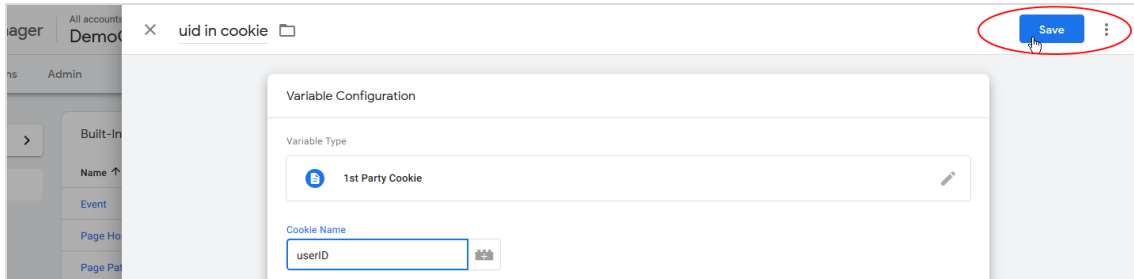 All accounts
ager
DemoC
uid in cookie
Save
ns
Admin
Variable Configuration
Built-In
Variable Type
Name
1st Party Cookie
Event
Cookie Name
Page Ho
userID
Page Pat